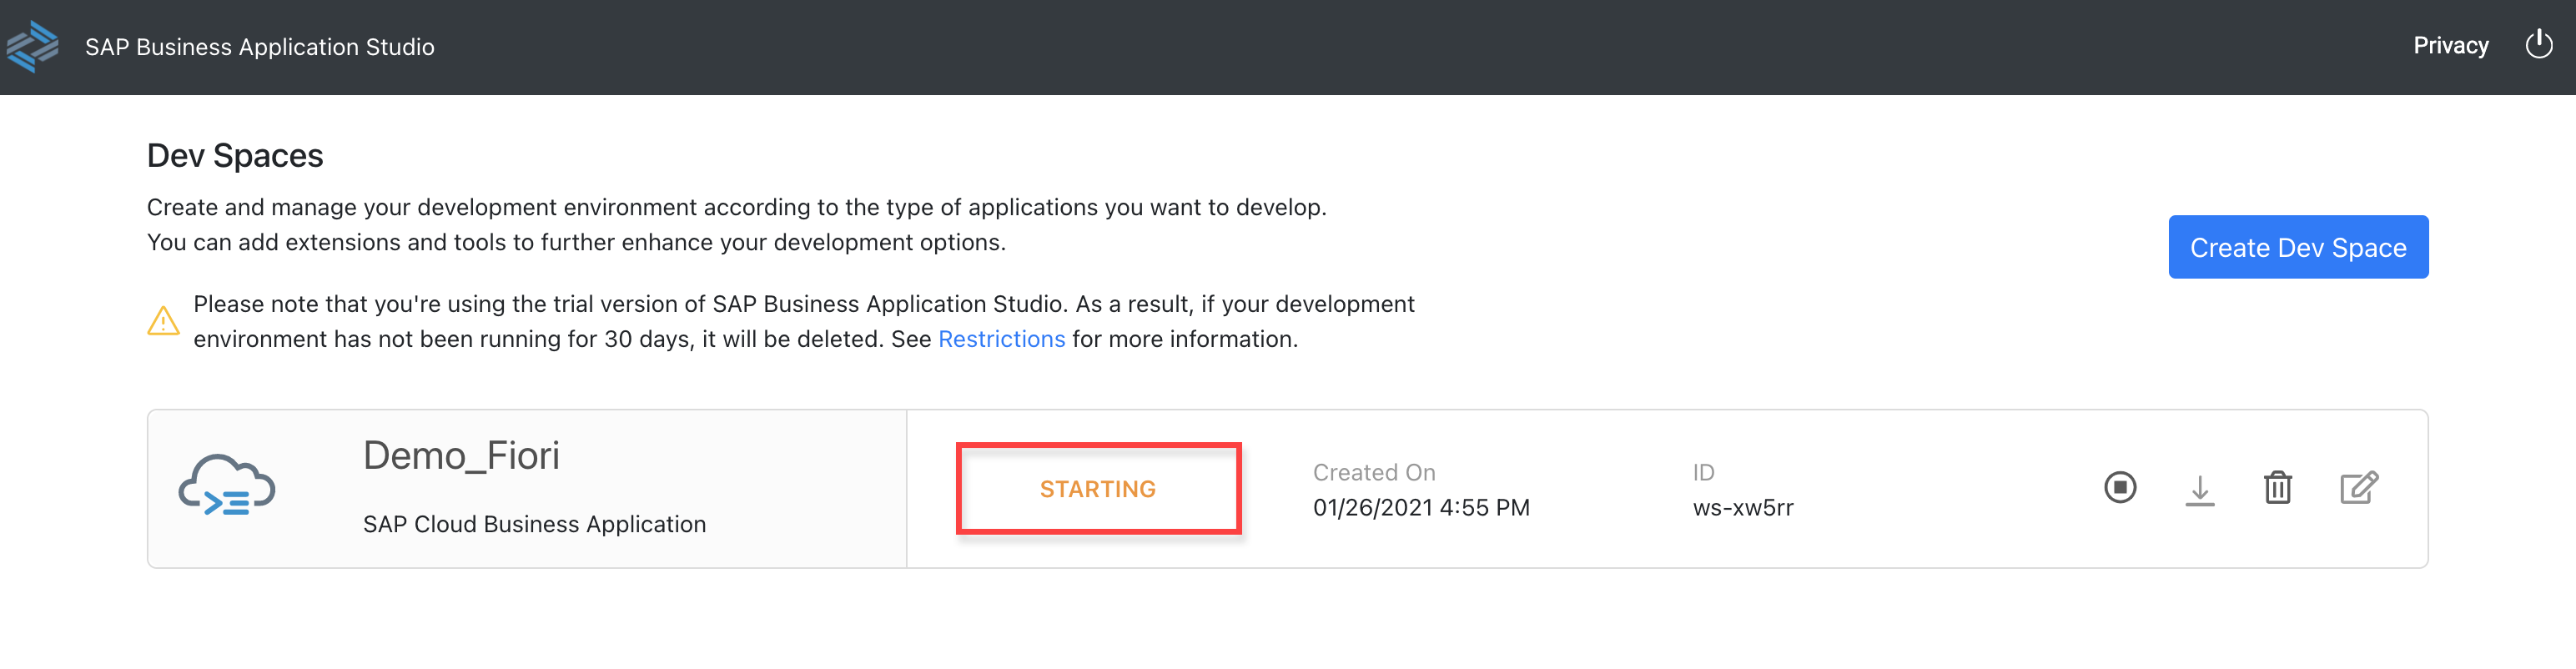 SAP Business Application Studio
Privacy
Dev Spaces
Create and manage your development environment according to the type of applications you want to develop.
You can add extensions and tools to further enhance your development options.
Create Dev Space
Please note that you're using the trial version of SAP Business Application Studio. As a result, if your development
environment has not been running for 30 days, it will be deleted. See Restrictions for more information.
Demo_Fiori
SAP Cloud Business Application
STARTING
Created On
01/26/2021 4:55 PM
ID
ws-xw5rr